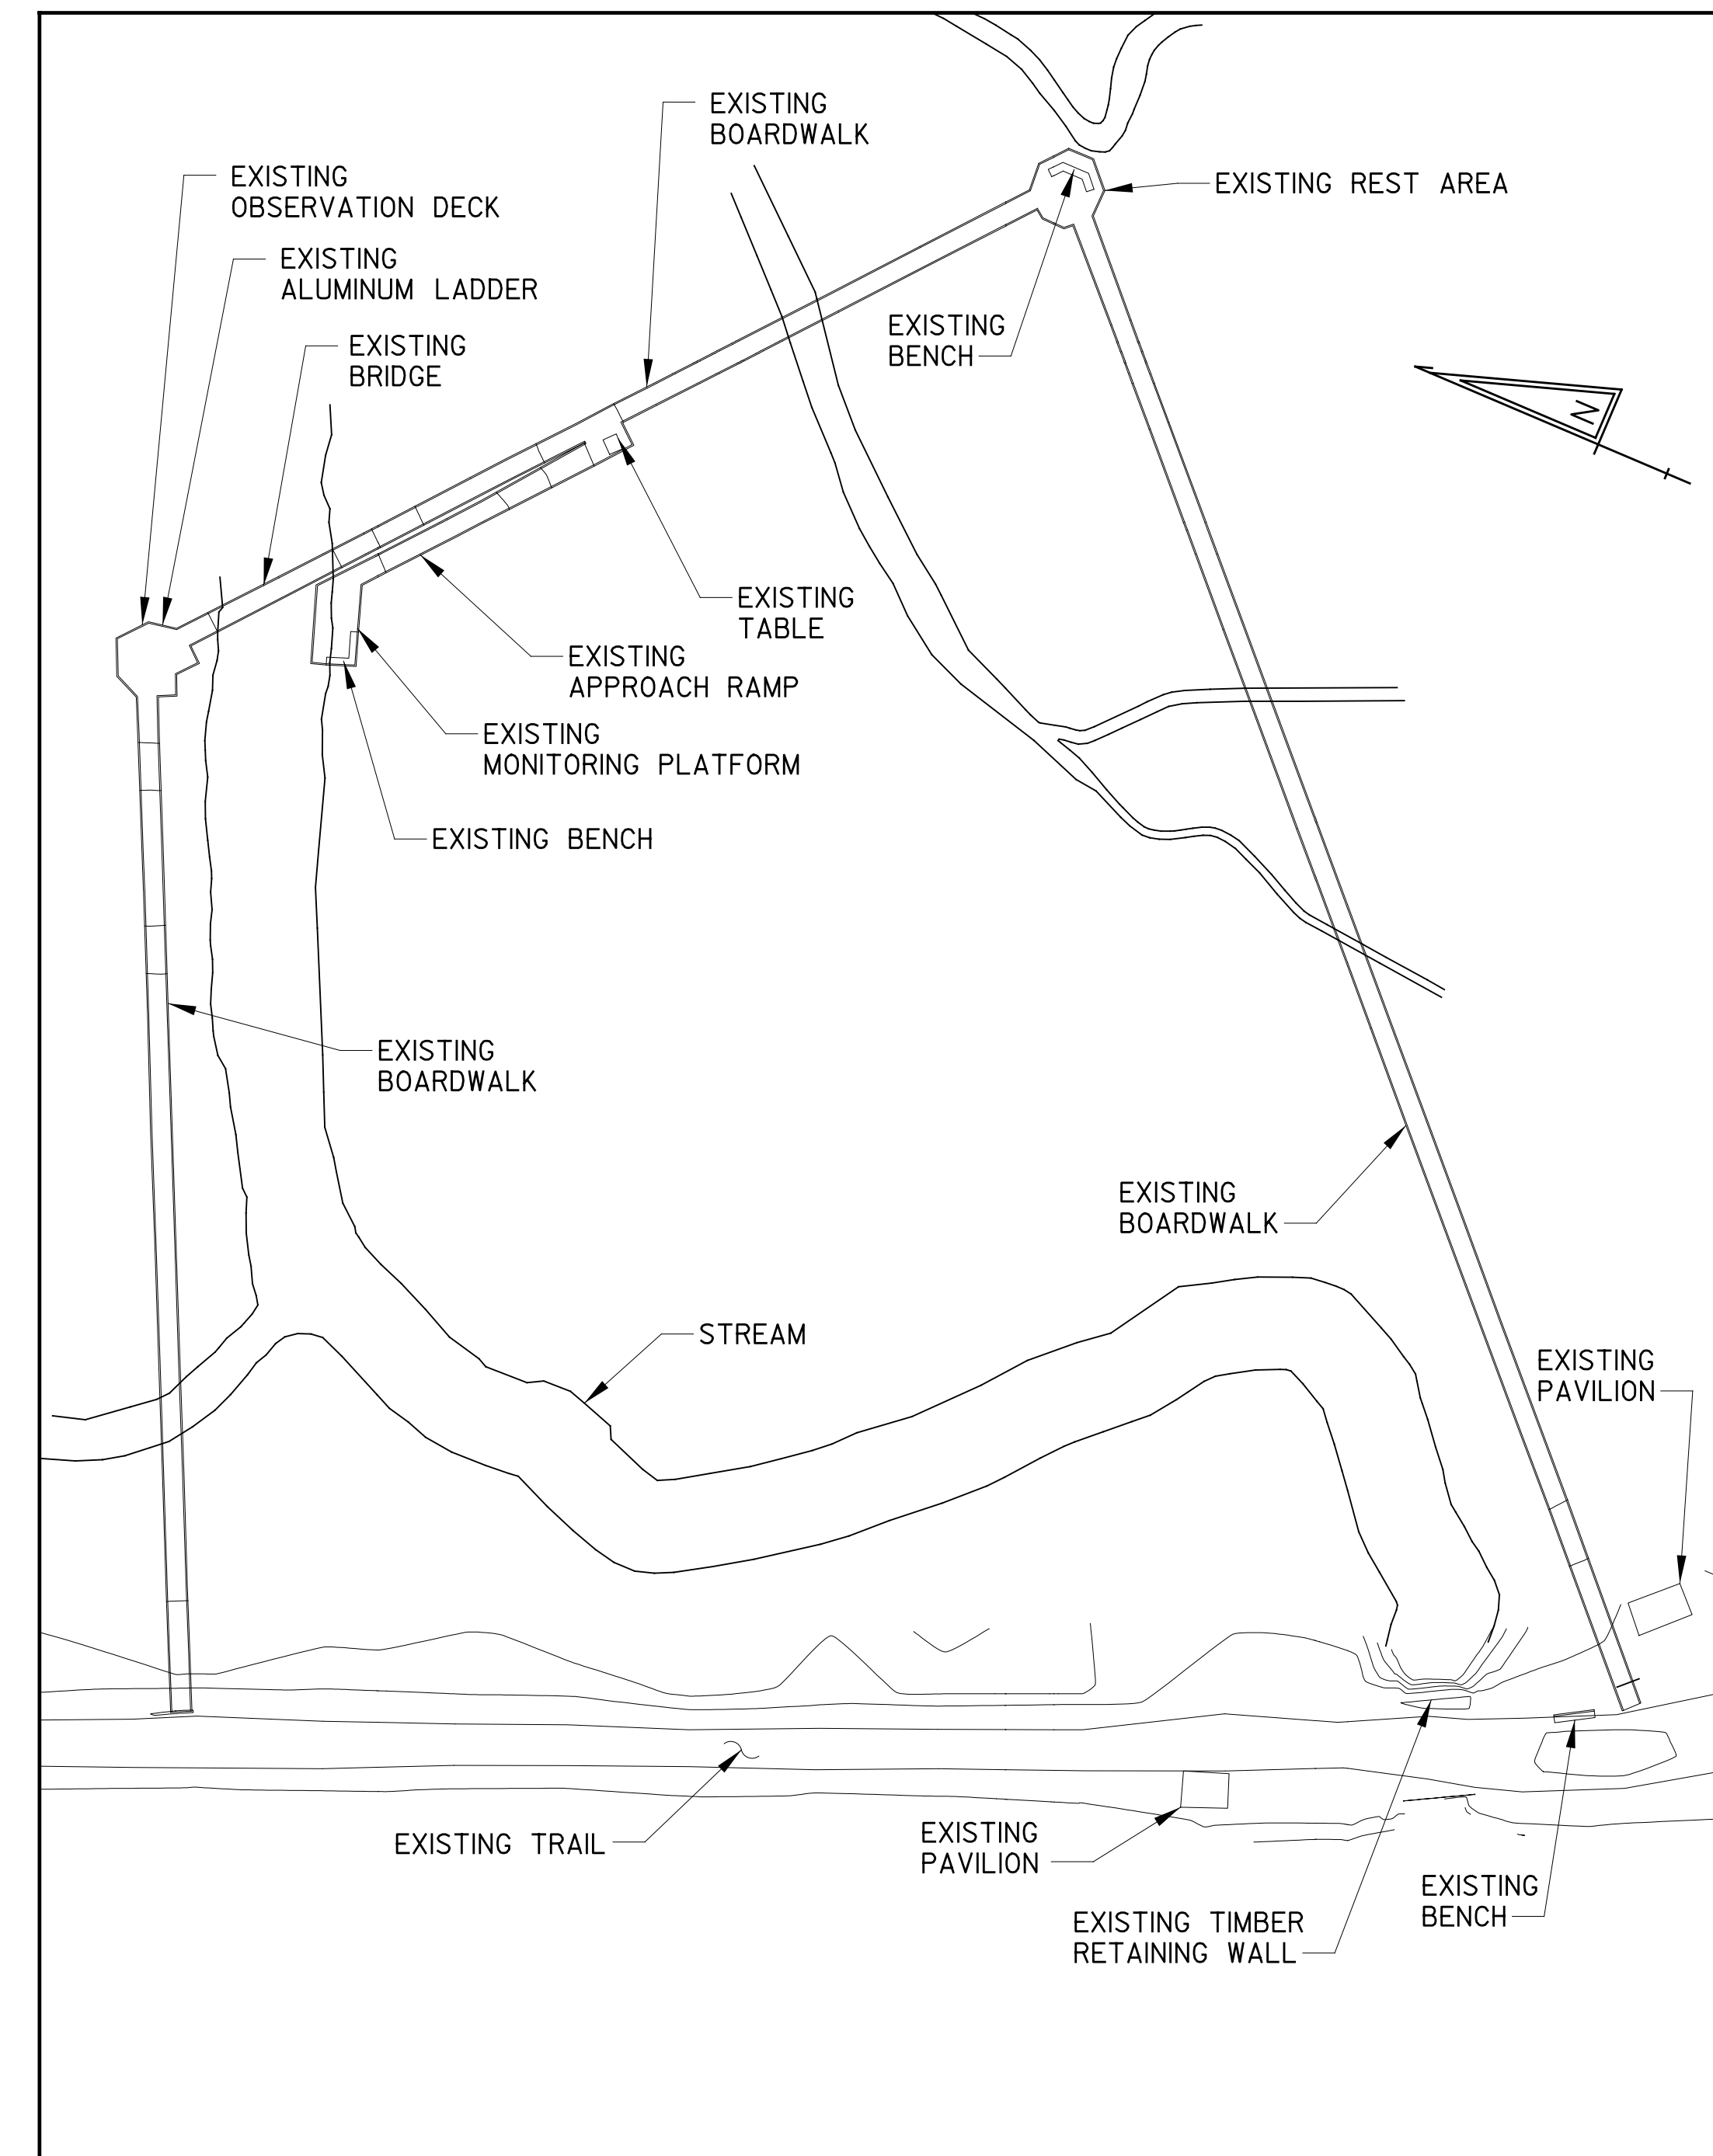 EXISTING
BOARDWALK
EXISTING
OBSERVATION DECK
EXISTING REST AREA
EXISTING
ALUMINUM LADDER
EXISTING
BENCH
EXISTING
BRIDGE
N
EXISTING
TABLE
EXISTING
APPROACH RAMP
EXISTING
MONITORING PLATFORM
EXISTING BENCH
EXISTING
BOARDWALK
EXISTING
BOARDWALK
STREAM
EXISTING
PAVILION
EXISTING TRAIL
EXISTING
PAVILION
EXISTING
BENCH
EXISTING TIMBER
RETAINING WALL